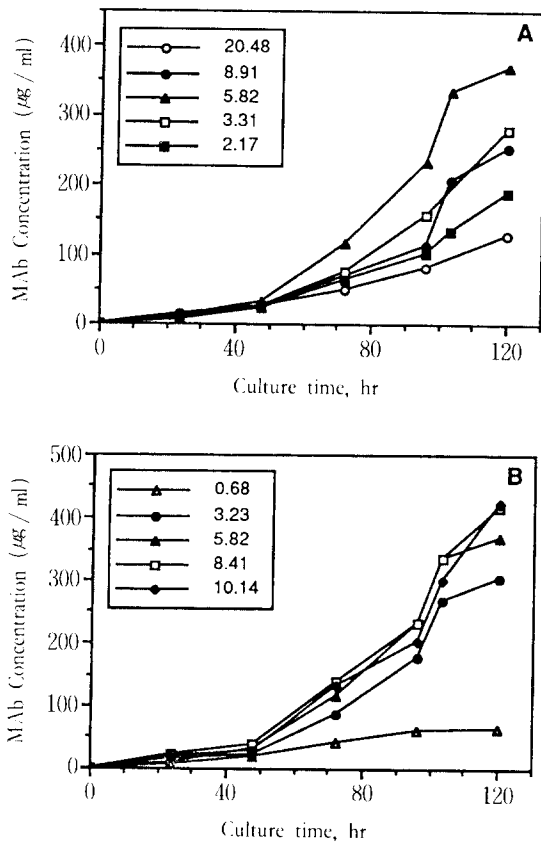 A
MAb Concentration (μg / ml)
400
300
200
100
0
20.48
8.91
5.82
3.31
2.17
0 40 80 120
Culture time, hr
B
MAb Concentration (μg / ml)
500
400
300
200
100
0
0.68
3.23
5.82
8.41
10.14
0 40 80 120
Culture time, hr